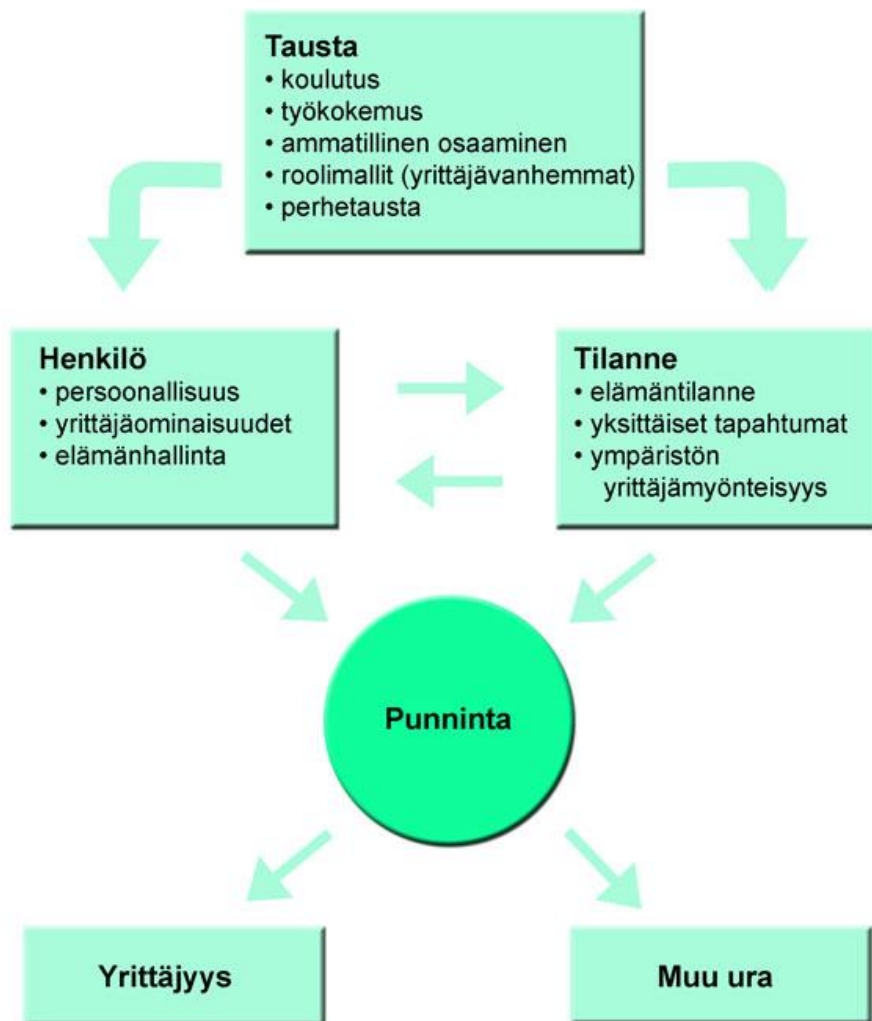 Tausta
• koulutus
• työkokemus
• ammatillinen osaaminen
• roolimallit (yrittäjävanhemmat)
• perhetausta
Henkilö
• persoonallisuus
• yrittäjäominaisuudet
• elämänhallinta
Tilanne
• elämäntilanne
• yksittäiset tapahtumat
• ympäristön
yrittäjämyönteisyys
Punninta
Yrittäjyys
Muu ura